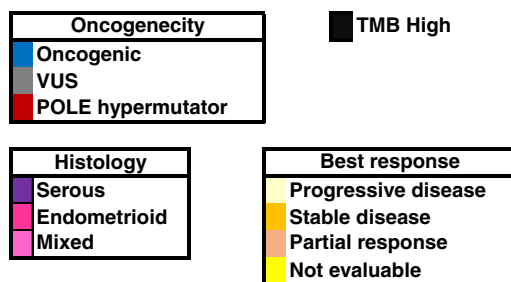 Oncogenecity
Oncogenic
VUS
POLE hypermutator
TMB High
Histology
Serous
Endometrioid
Mixed
Best response
Progressive disease
Stable disease
Partial response
Not evaluable